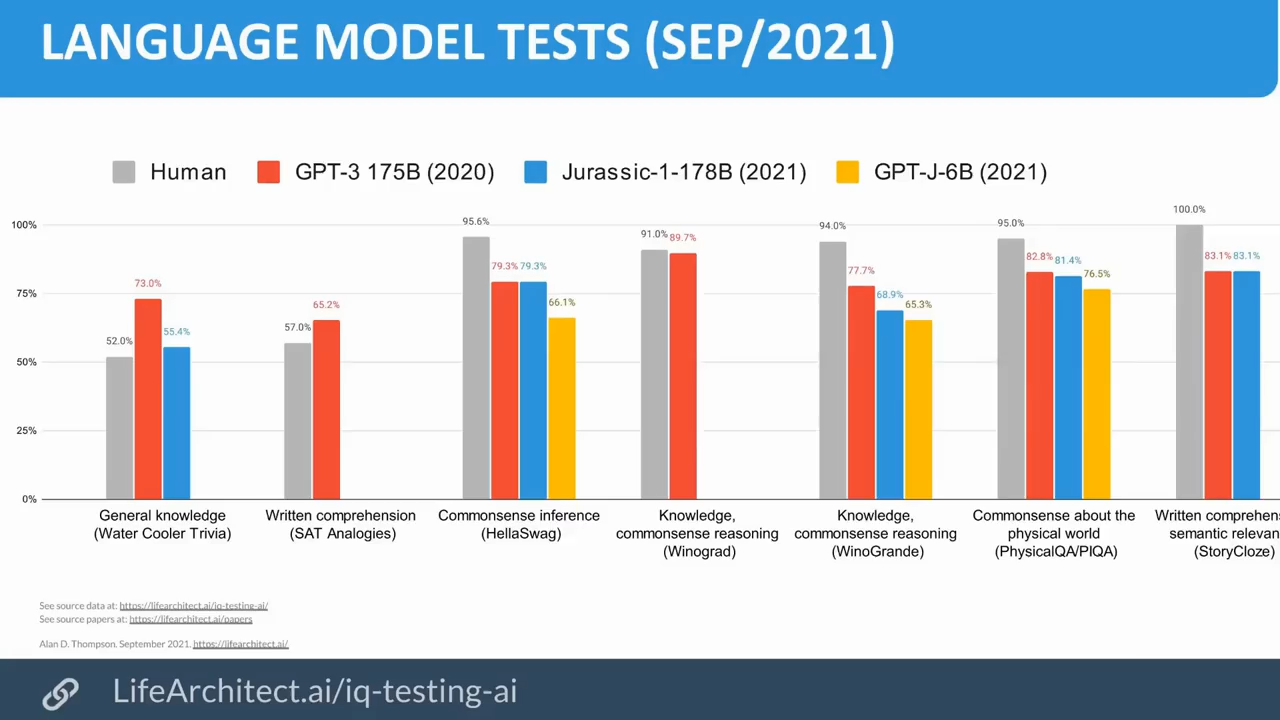 LANGUAGE MODEL TESTS (SEP/2021)
Human GPT-3 175B (2020) Jurassic-1-178B (2021) GPT-J-6B (2021)
100%
75%
50%
25%
0%
52.0% 73.0% 55.4%
57.0% 65.2%
95.6% 79.3% 79.3% 66.1%
91.0% 89.7%
94.0% 77.7% 68.9% 65.3%
95.0% 82.8% 81.4% 76.5%
100.0% 83.1% 83.1%
General knowledge
(Water Cooler Trivia)
Written comprehension
(SAT Analogies)
Commonsense inference
(HellaSwag)
Knowledge,
commonsense reasoning
(Winograd)
Knowledge,
commonsense reasoning
(WinoGrande)
Commonsense about the
physical world
(PhysicalQA/PIQA)
Written
semantic
(StoryCloze)
See source data at: https://lifearchitect.ai/iq-testing-ai/
See source papers at: https://lifearchitect.ai/papers
Alan D. Thompson. September 2021. https://lifearchitect.ai/
LifeArchitect.ai/iq-testing-ai